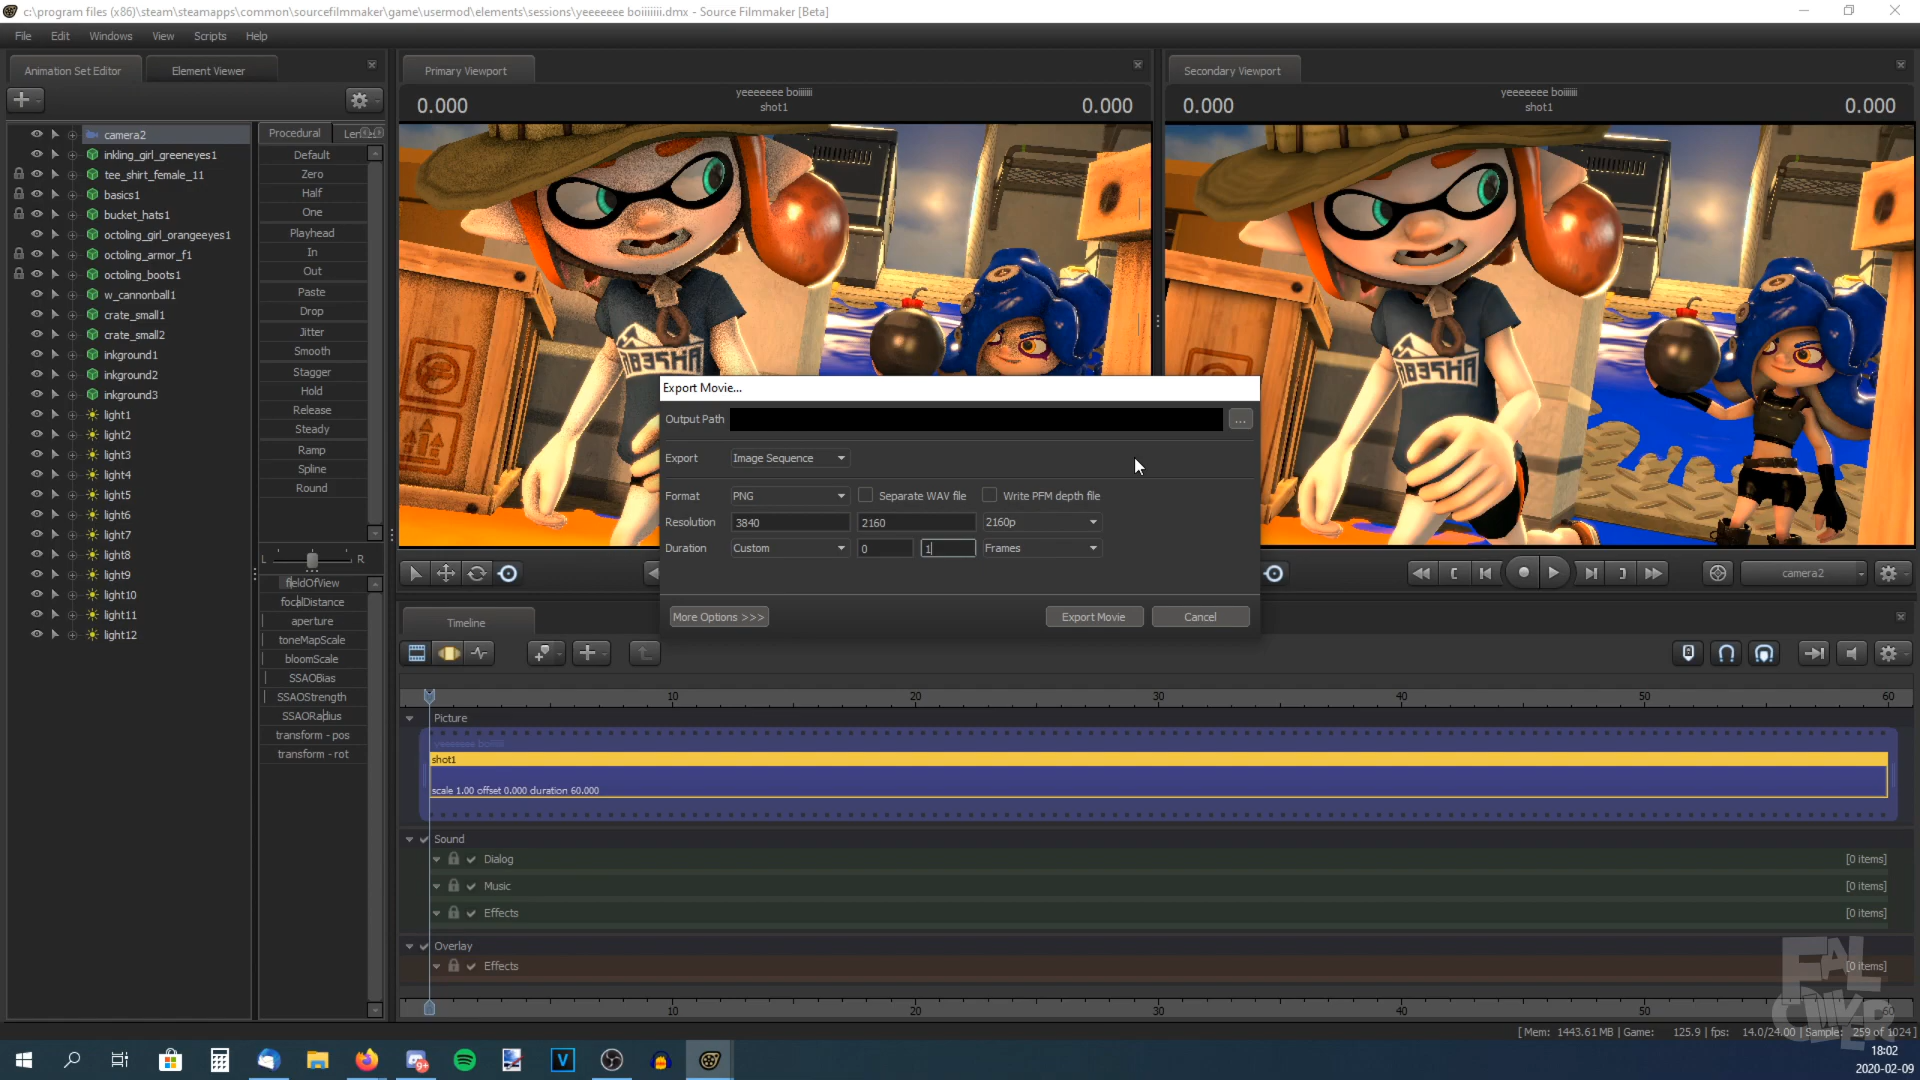 c:\program files (x86)\steam\steamapps\common\sourcefilmmaker\game\usermod\elements\sessions\yeeeeeee boiiiiiii.dmx - Source Filmmaker [Beta]
File Edit Windows View Scripts Help
Animation Set Editor Element Viewer
Primary Viewport
Secondary Viewport
0.000 yeeeeeee boiiiiiii 0.000
shot1
0.000 yeeeeeee boiiiiiii 0.000
shot1
camera2
inkling_girl_greeneyes1
tee_shirt_female_11
basics1
bucket_hats1
octoling_girl_orangeeyes1
octoling_armor_f1
octoling_boots1
w_cannonball1
crate_small1
crate_small2
inkground1
inkground2
inkground3
light1
light2
light3
light4
light5
light6
light7
light8
light9
light10
light11
light12
Procedural
Default
Zero
Half
One
Playhead
In
Out
Paste
Drop
Jitter
Smooth
Stagger
Hold
Release
Steady
Ramp
Spline
Round
L R
fieldOfView
focalDistance
aperture
toneMapScale
bloomScale
SSAOBias
SSAOStrength
SSAORadius
transform - pos
transform - rot
Export Movie...
Output Path ...
Export Image Sequence
Format PNG Separate WAV file Write PFM depth file
Resolution 3840 2160 2160p
Duration Custom 0 1 Frames
More Options >>> Export Movie Cancel
camera2
Timeline
10 20 30 40 50 60
Picture
shot1
scale 1.00 offset 0.000 duration 60.000
Sound
Dialog [0 items]
Music [0 items]
Effects [0 items]
Overlay
Effects [0 items]
10 20 30 40 50 60
[ Mem: 1443.61 MB | Game: 125.9 | fps: 14.0/24.00 | Sample: 259 of 1024 ]
V
18:02
2020-02-09